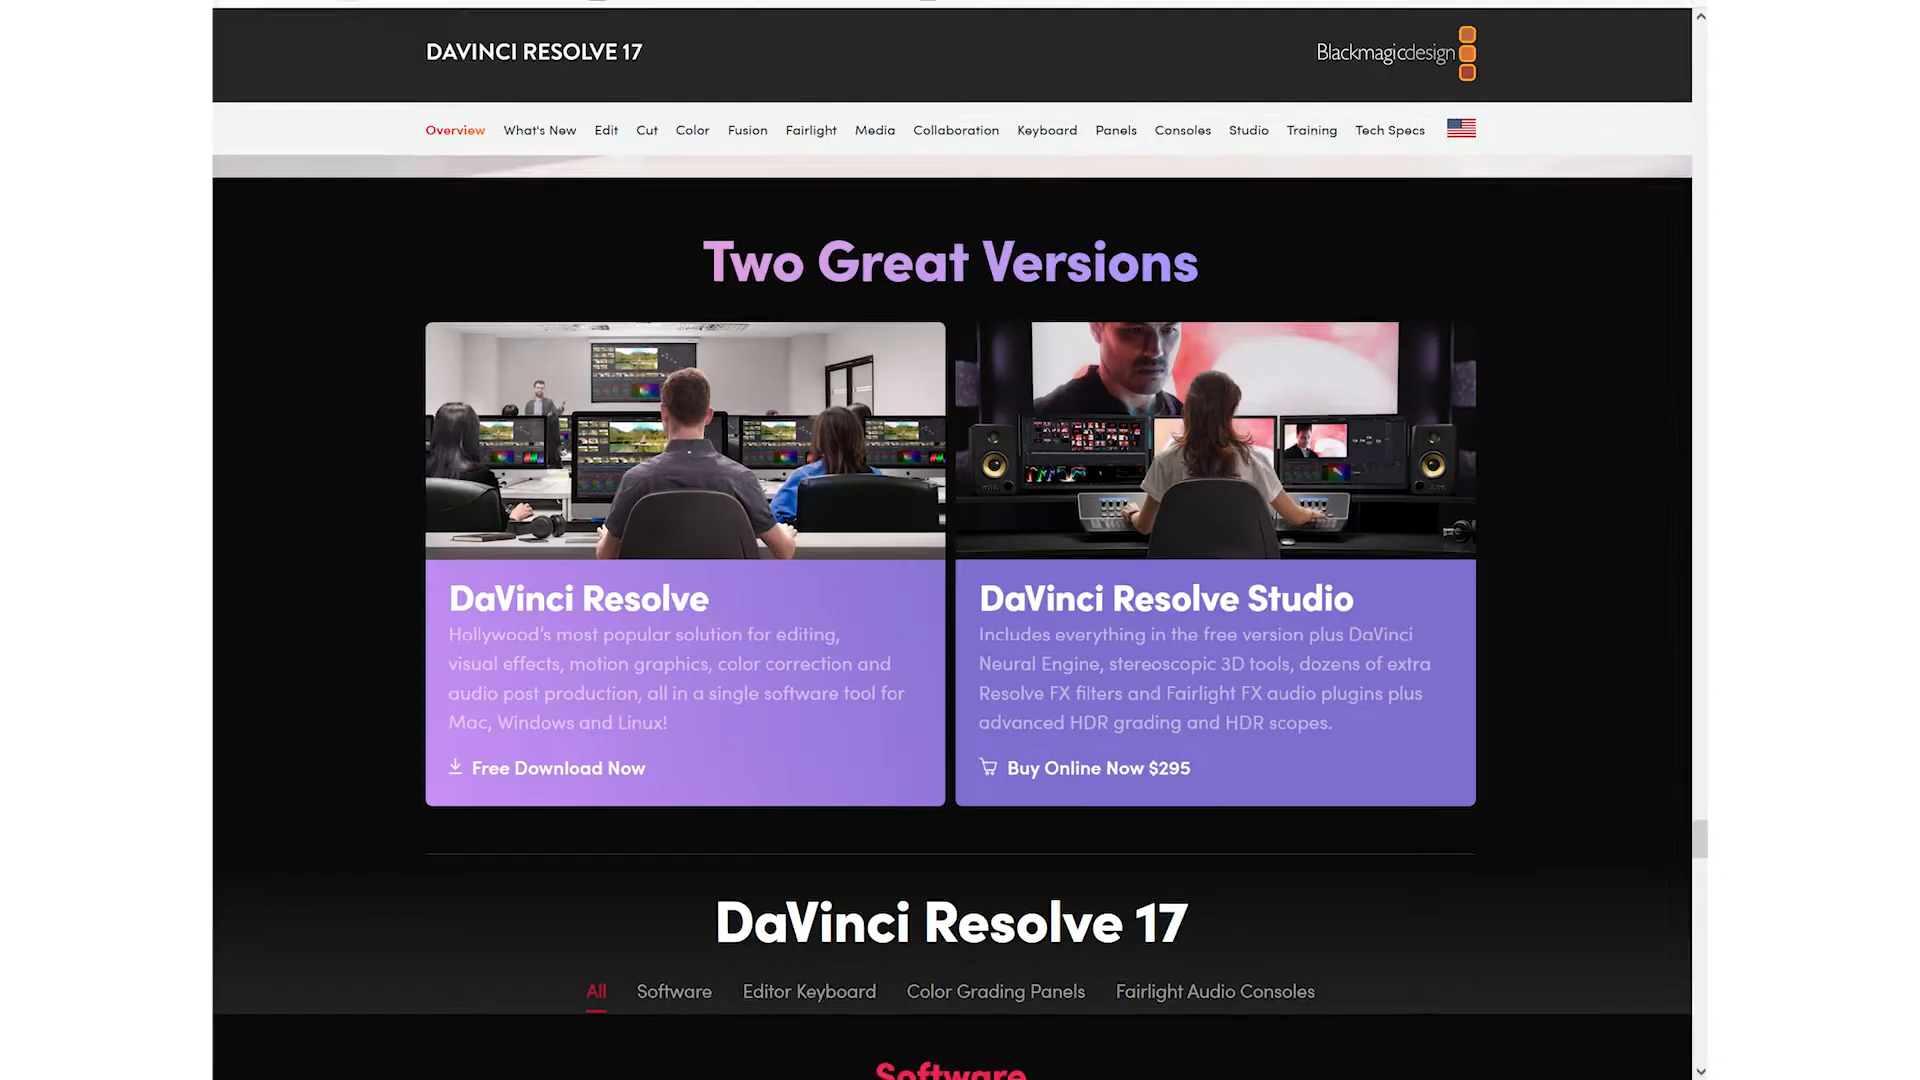 DAVINCI RESOLVE 17
Blackmagicdesign
Overview What's New Edit Cut Color Fusion Fairlight Media Collaboration Keyboard Panels Consoles Studio Training Tech Specs
Two Great Versions
DaVinci Resolve
Hollywood's most popular solution for editing,
visual effects, motion graphics, color correction and
audio post production, all in a single software tool for
Mac, Windows and Linux!
Free Download Now
DaVinci Resolve Studio
Includes everything in the free version plus DaVinci
Neural Engine, stereoscopic 3D tools, dozens of extra
Resolve FX filters and Fairlight FX audio plugins plus
advanced HDR grading and HDR scopes.
Buy Online Now $295
DaVinci Resolve 17
All Software Editor Keyboard Color Grading Panels Fairlight Audio Consoles
Software